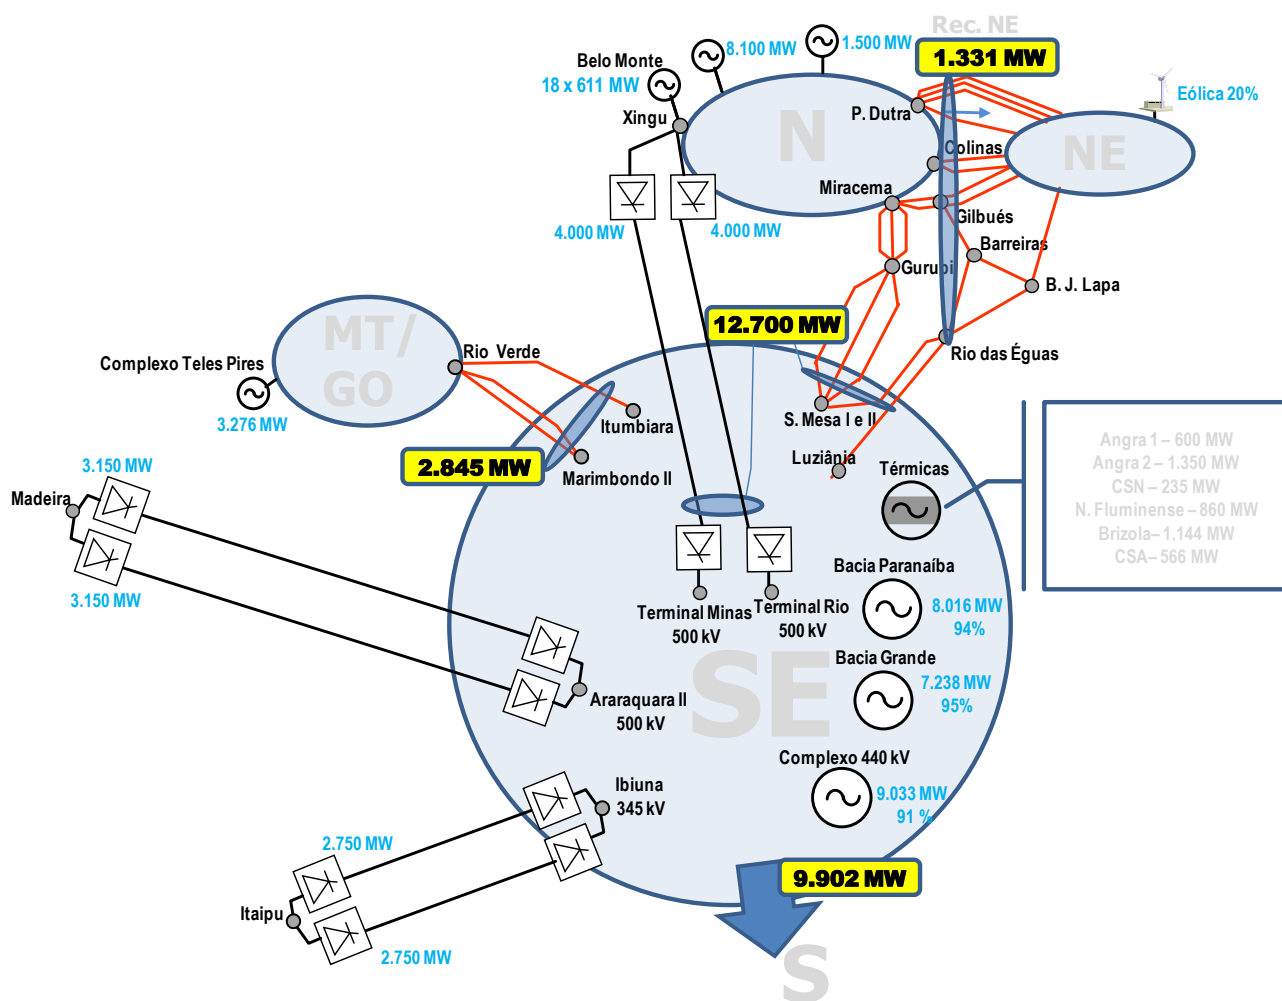 Rec. NE
1.331 MW
8.100 MW
1.500 MW
Belo Monte
18 x 611 MW
Xingu
N
P. Dutra
Colinas
NE
Eólica 20%
Miracema
Gilbués
4.000 MW
4.000 MW
Barreiras
Gurupi
B. J. Lapa
12.700 MW
MT/
GO
Rio Verde
Rio das Éguas
Complexo Teles Pires
3.276 MW
Itumbiara
S. Mesa I e II
2.845 MW
Marimbondo II
Luziânia
Térmicas
Angra 1 – 600 MW
Angra 2 – 1.350 MW
CSN – 235 MW
N. Fluminense – 860 MW
Brizola– 1.144 MW
CSA– 566 MW
3.150 MW
Madeira
3.150 MW
Bacia Paranaíba
8.016 MW
94%
Terminal Minas
500 kV
Terminal Rio
500 kV
Bacia Grande
7.238 MW
95%
SE
Araraquara II
500 kV
Complexo 440 kV
9.033 MW
91 %
Ibiuna
345 kV
2.750 MW
9.902 MW
Itaipu
2.750 MW
S